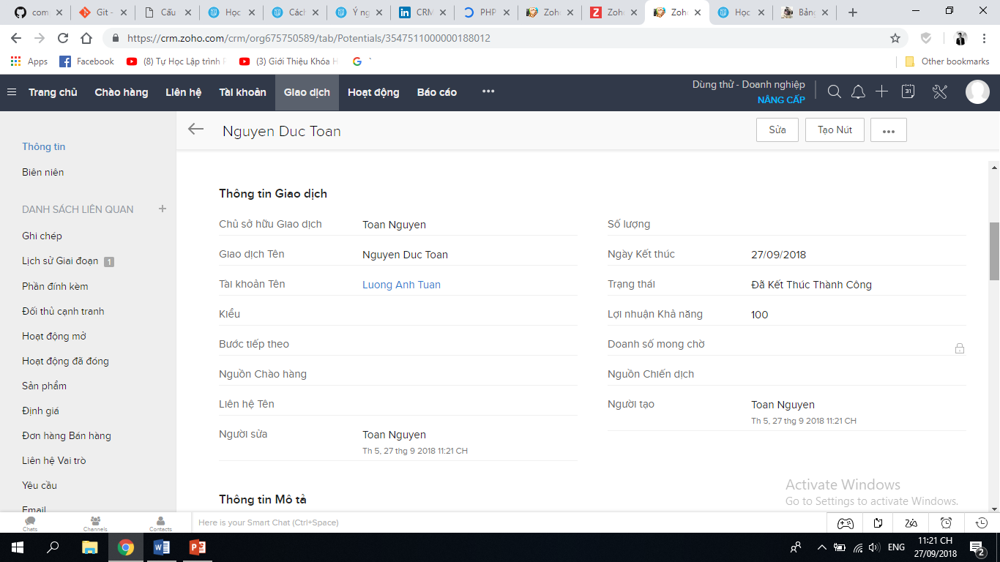 com
Git -
Cấu
Học
Cách
Ý ng
CRM
PHP
Zoho
Zoho
Zoho
Học
Bảng
https://crm.zoho.com/crm/org675750589/tab/Potentials/3547511000000188012
Apps
Facebook
(8) Tự Học Lập trình
(3) Giới Thiệu Khóa H
Other bookmarks
Trang chủ
Chào hàng
Liên hệ
Tài khoản
Giao dịch
Hoạt động
Báo cáo
•••
Dùng thử - Doanh nghiệp
NÂNG CẤP
31
Nguyen Duc Toan
Sửa
Tạo Nút
•••
Thông tin
Biên niên
DANH SÁCH LIÊN QUAN +
Ghi chép
Lịch sử Giai đoạn 1
Phần đính kèm
Đối thủ cạnh tranh
Hoạt động mở
Hoạt động đã đóng
Sản phẩm
Định giá
Đơn hàng Bán hàng
Liên hệ Vai trò
Yêu cầu
Email
Thông tin Giao dịch
Chủ sở hữu Giao dịch Toan Nguyen
Giao dịch Tên Nguyen Duc Toan
Tài khoản Tên Luong Anh Tuan
Kiểu
Bước tiếp theo
Nguồn Chào hàng
Liên hệ Tên
Người sửa Toan Nguyen
Th 5, 27 thg 9 2018 11:21 CH
Số lượng
Ngày Kết thúc 27/09/2018
Trạng thái Đã Kết Thúc Thành Công
Lợi nhuận Khả năng 100
Doanh số mong chờ
Nguồn Chiến dịch
Người tạo Toan Nguyen
Th 5, 27 thg 9 2018 11:21 CH
Thông tin Mô tả
Activate Windows
Go to Settings to activate Windows.
Chats
Channels
Contacts
Here is your Smart Chat (Ctrl+Space)
ENG
11:21 CH
27/09/2018
2